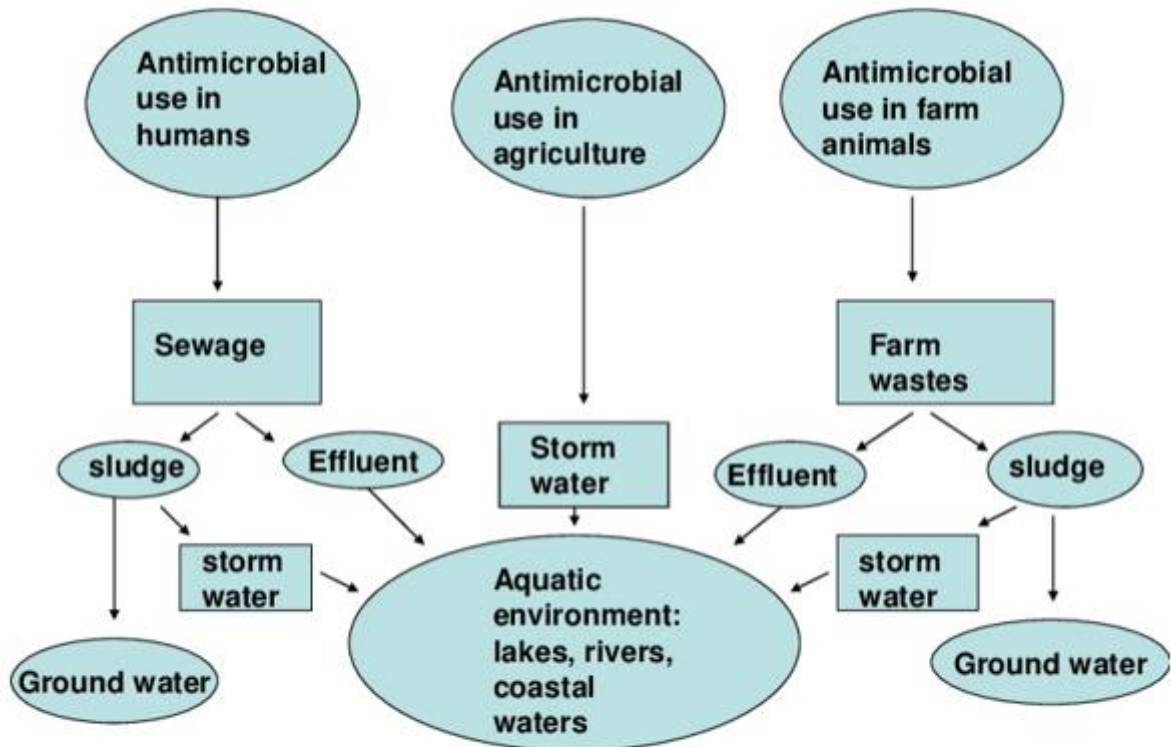 Antimicrobial
use in
humans
Antimicrobial
use in
agriculture
Antimicrobial
use in farm
animals
Sewage
Farm
wastes
sludge
Effluent
Storm
water
Effluent
sludge
storm
water
Aquatic
environment:
lakes, rivers,
coastal
waters
storm
water
Ground water
Ground water